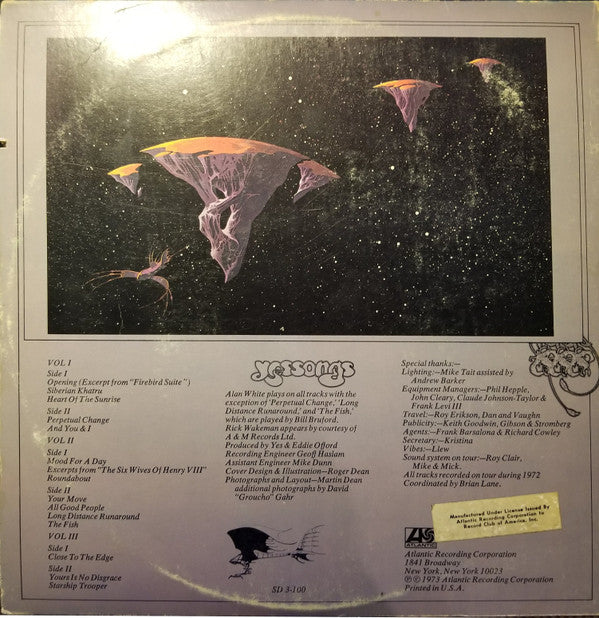 VOL I
Side I
Opening (Excerpt from "Firebird Suite")
Siberian Khatru
Heart Of The Sunrise
Side II
Perpetual Change
And You & I
VOL II
Side I
Mood For A Day
Excerpts from "The Six Wives Of Henry VIII"
Roundabout
Side II
Your Move
All Good People
Long Distance Runaround
The Fish
VOL III
Side I
Close To The Edge
Side II
Yours Is No Disgrace
Starship Trooper
yessongs
Alan White plays on all tracks with the
exception of 'Perpetual Change,' 'Long
Distance Runaround,' and 'The Fish,'
which are played by Bill Bruford.
Rick Wakeman appears by courtesy of
A & M Records Ltd.
Produced by Yes & Eddie Offord
Recording Engineer Geoff Haslam
Assistant Engineer Mike Dunn
Cover Design & Illustration—Roger Dean
Photographs and Layout—Martin Dean
additional photographs by David
"Groucho" Gahr
SD 3-100
Special thanks:—
Lighting:—Mike Tait assisted by
Andrew Barker
Equipment Managers:—Phil Hepple,
John Cleary, Claude Johnson-Taylor &
Frank Levi III
Travel:—Roy Erikson, Dan and Vaughn
Publicity:—Keith Goodwin, Gibson & Stromberg
Agents:—Frank Barsalona & Richard Cowley
Secretary:—Kristina
Vibes:—Llew
Sound system on tour:—Roy Clair,
Mike & Mick.
All tracks recorded on tour during 1972
Coordinated by Brian Lane.
Manufactured Under License Issued By
Atlantic Recording Corporation to
Record Club of America, Inc.
ATLANTIC
Atlantic Recording Corporation
1841 Broadway
New York, New York 10023
℗ © 1973 Atlantic Recording Corporation
Printed in U.S.A.